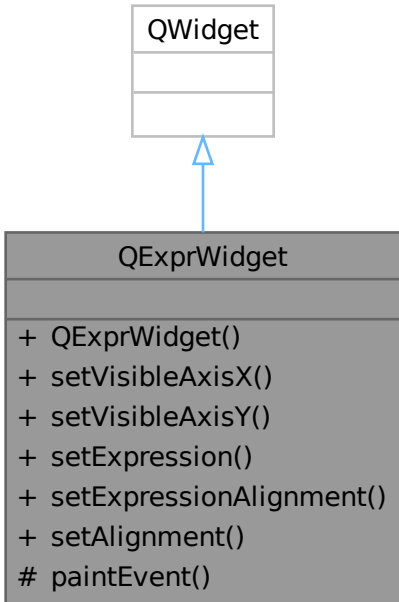 QWidget
QExprWidget
+ QExprWidget()
+ setVisibleAxisX()
+ setVisibleAxisY()
+ setExpression()
+ setExpressionAlignment()
+ setAlignment()
# paintEvent()